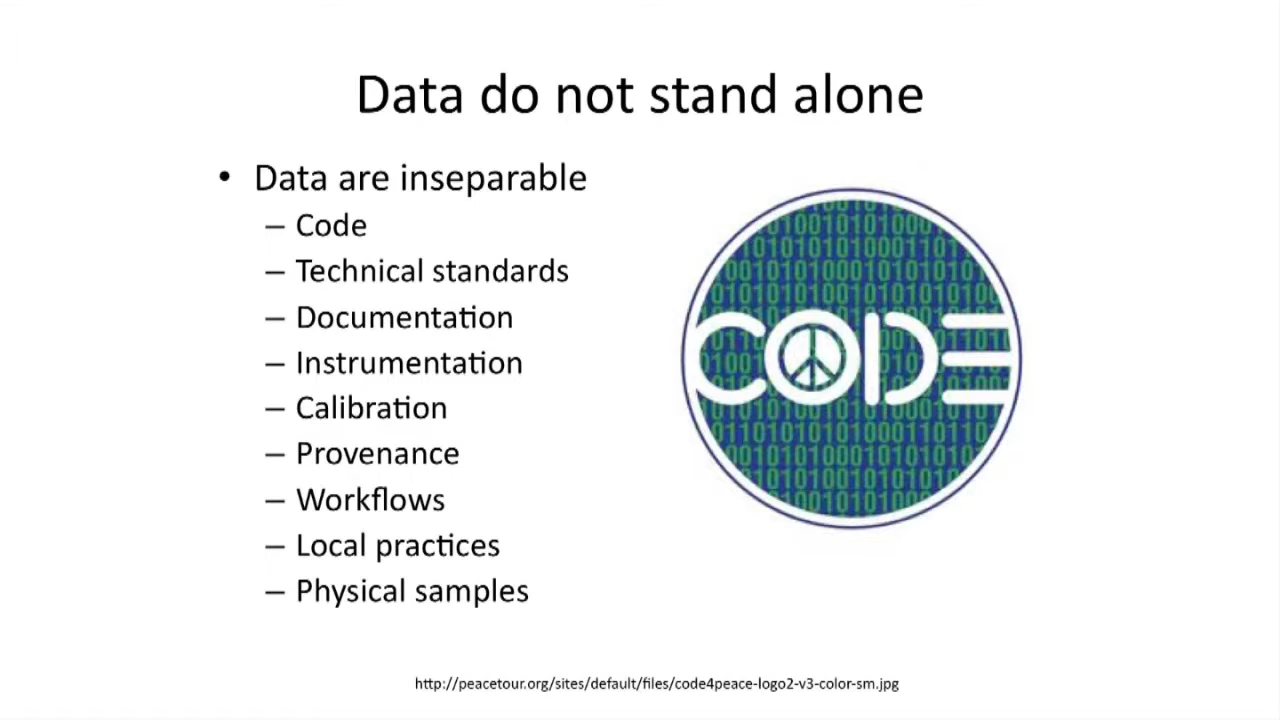 Data do not stand alone
• Data are inseparable
– Code
– Technical standards
– Documentation
– Instrumentation
– Calibration
– Provenance
– Workflows
– Local practices
– Physical samples
CODE
http://peacetour.org/sites/default/files/code4peace-logo2-v3-color-sm.jpg